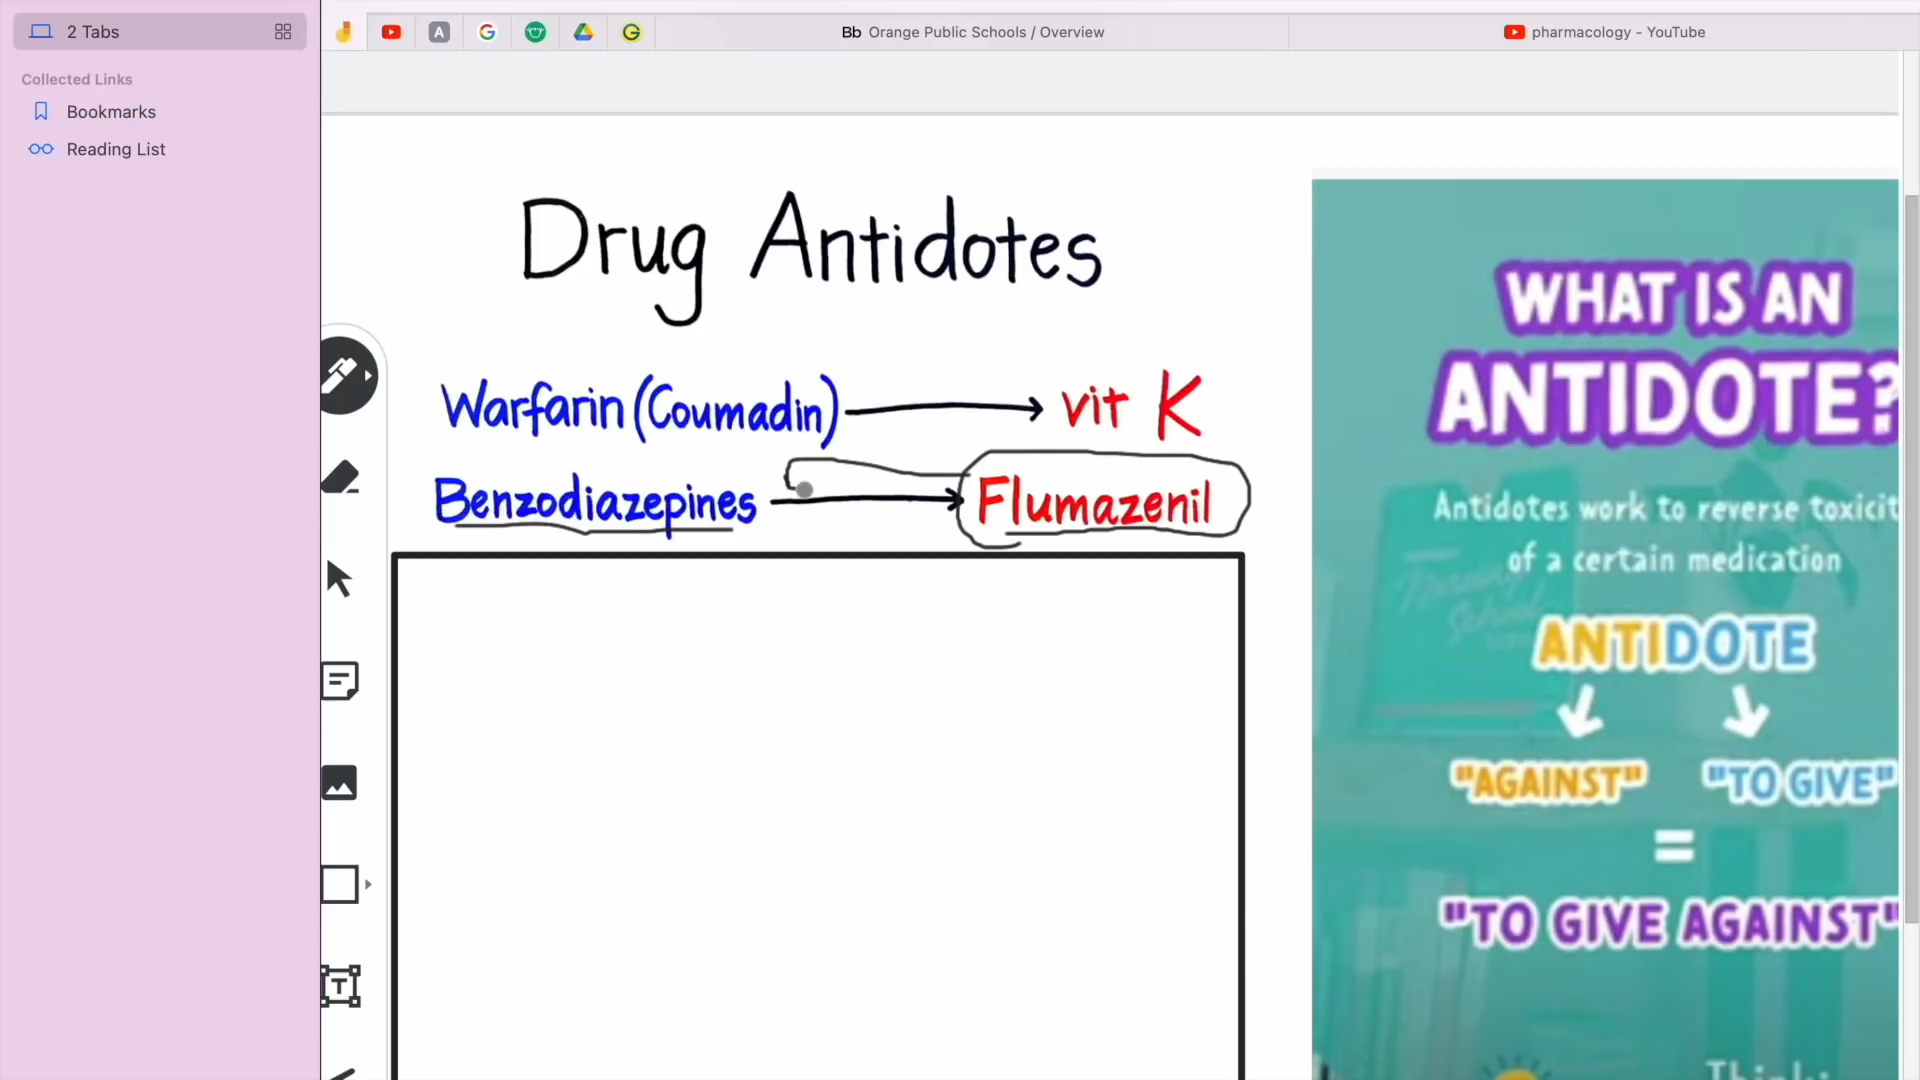 2 Tabs
Collected Links
Bookmarks
Reading List
A
G
G
Bb Orange Public Schools / Overview
pharmacology - YouTube
Drug Antidotes
Warfarin (Coumadin) → vit K
Benzodiazepines → Flumazenil
T
WHAT IS AN
ANTIDOTE?
Antidotes work to reverse toxicit
of a certain medication
Nursing
School
ANTIDOTE
"AGAINST" "TO GIVE"
=
"TO GIVE AGAINST"